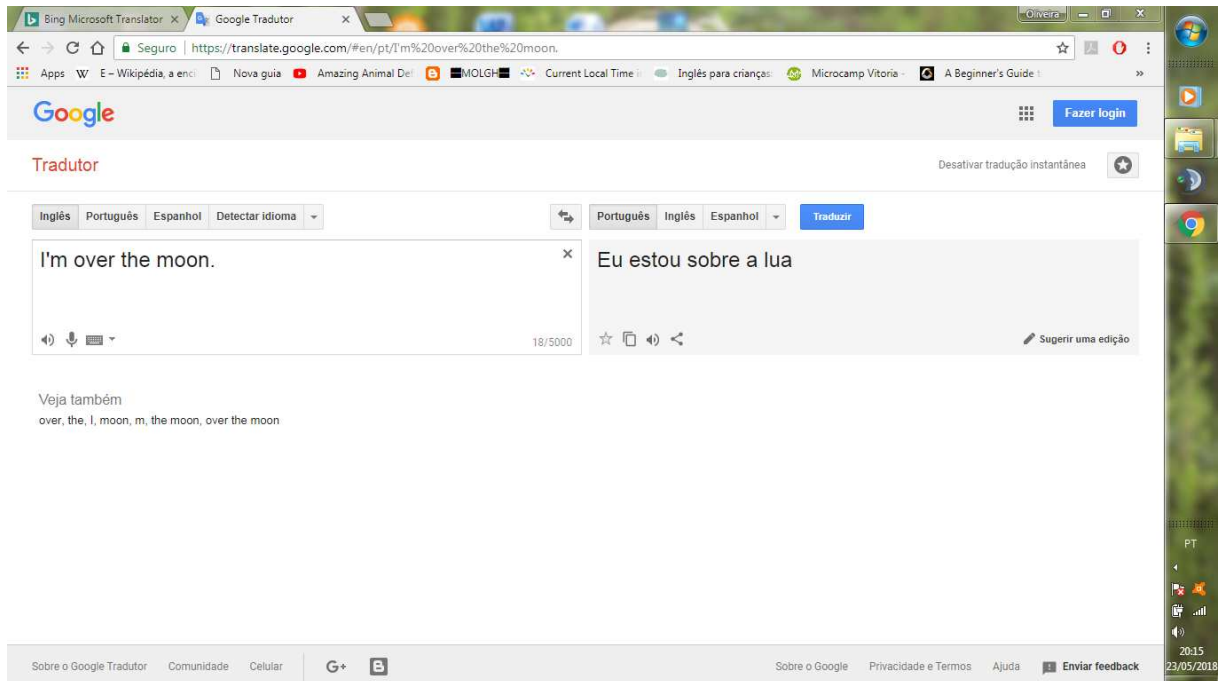 Bing Microsoft Translator
Google Tradutor
Oliveira
Seguro | https://translate.google.com/#en/pt/I'm%20over%20the%20moon.
Apps W E – Wikipédia, a enci Nova guia Amazing Animal Def MOLGH Current Local Time i Inglês para crianças Microcamp Vitoria - A Beginner's Guide t »
Google
Fazer login
Tradutor
Desativar tradução instantânea
Inglês Português Espanhol Detectar idioma
Português Inglês Espanhol Traduzir
I'm over the moon.
Eu estou sobre a lua
18/5000
Sugerir uma edição
Veja também
over, the, I, moon, m, the moon, over the moon
PT
Sobre o Google Tradutor Comunidade Celular G+
Sobre o Google Privacidade e Termos Ajuda Enviar feedback
20:15
23/05/2018